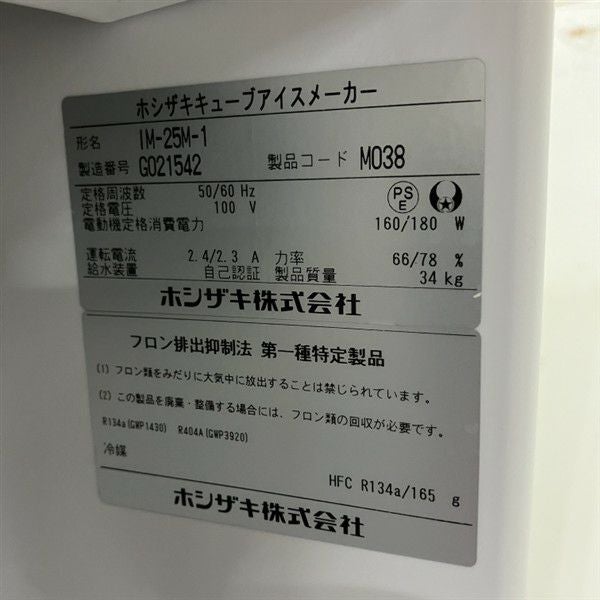 ホシザキキューブアイスメーカー
形名 IM-25M-1
製造番号 G021542 製品コード M038
定格周波数 50/60 Hz
定格電圧 100 V
PS
E
電動機定格消費電力 160/180 W
運転電流 2.4/2.3 A 力率 66/78 %
給水装置 自己認証 製品質量 34 kg
ホシザキ株式会社
フロン排出抑制法 第一種特定製品
(1) フロン類をみだりに大気中に放出することは禁じられています。
(2) この製品を廃棄・整備する場合には、フロン類の回収が必要です。
R134a(GWP1430) R404A(GWP3920)
冷媒
HFC R134a/165 g
ホシザキ株式会社